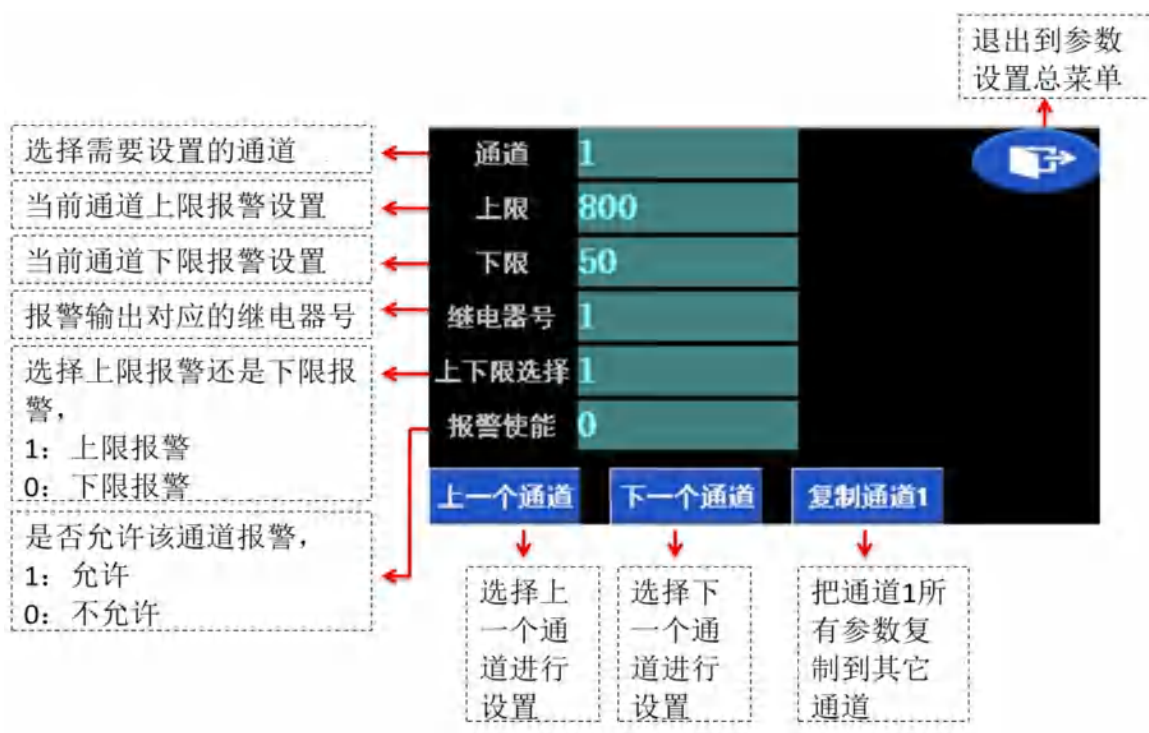 退出到参数
设置总菜单
选择需要设置的通道
当前通道上限报警设置
当前通道下限报警设置
报警输出对应的继电器号
选择上限报警还是下限报
警，
1：上限报警
0：下限报警
是否允许该通道报警，
1：允许
0：不允许
通道 1
上限 800
下限 50
继电器号 1
上下限选择 1
报警使能 0
上一个通道 下一个通道 复制通道1
选择上
一个通
道进行
设置
选择下
一个通
道进行
设置
把通道1所
有参数复
制到其它
通道